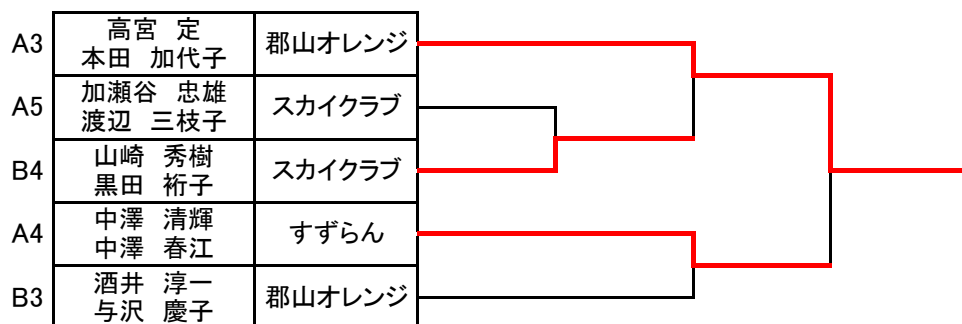 A3 高宮 定 本田 加代子 郡山オレンジ
A5 加瀬谷 忠雄 渡辺 三枝子 スカイクラブ
B4 山崎 秀樹 黒田 裄子 スカイクラブ
A4 中澤 清輝 中澤 春江 すずらん
B3 酒井 淳一 与沢 慶子 郡山オレンジ